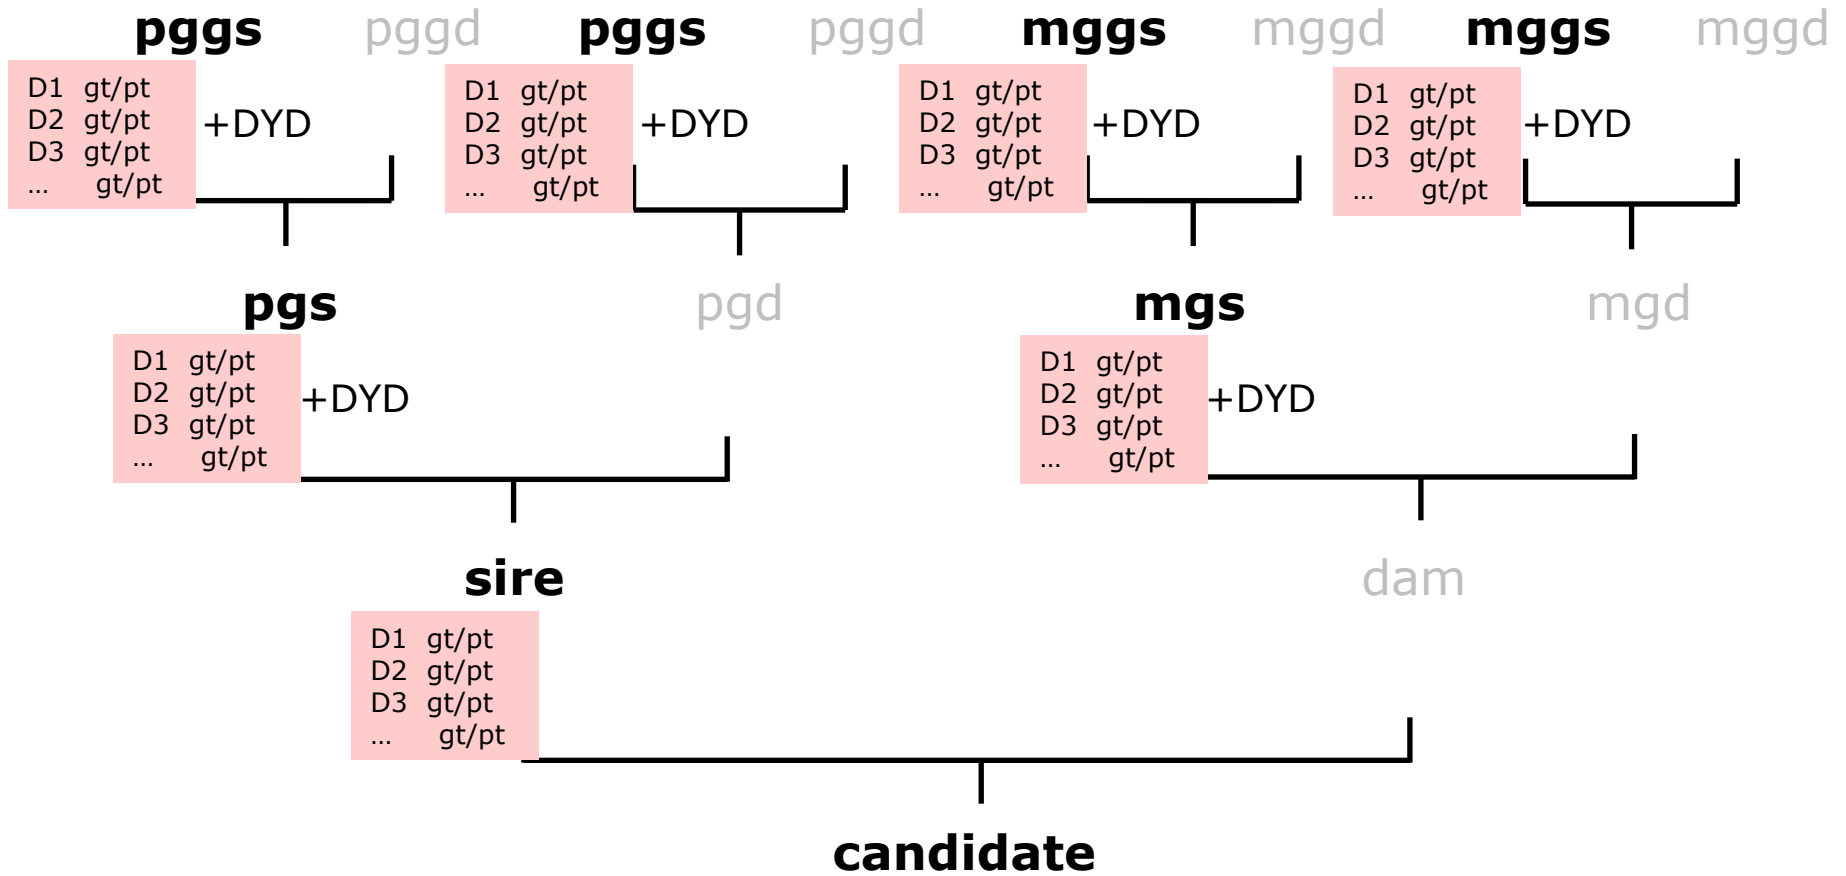 pggs pggd pggs pggd mggs mggd mggs mggd
D1 gt/pt
D2 gt/pt
D3 gt/pt
... gt/pt
+DYD
D1 gt/pt
D2 gt/pt
D3 gt/pt
... gt/pt
+DYD
D1 gt/pt
D2 gt/pt
D3 gt/pt
... gt/pt
+DYD
D1 gt/pt
D2 gt/pt
D3 gt/pt
... gt/pt
+DYD
pgs pgd mgs mgd
D1 gt/pt
D2 gt/pt
D3 gt/pt
... gt/pt
+DYD
D1 gt/pt
D2 gt/pt
D3 gt/pt
... gt/pt
+DYD
sire dam
D1 gt/pt
D2 gt/pt
D3 gt/pt
... gt/pt
candidate